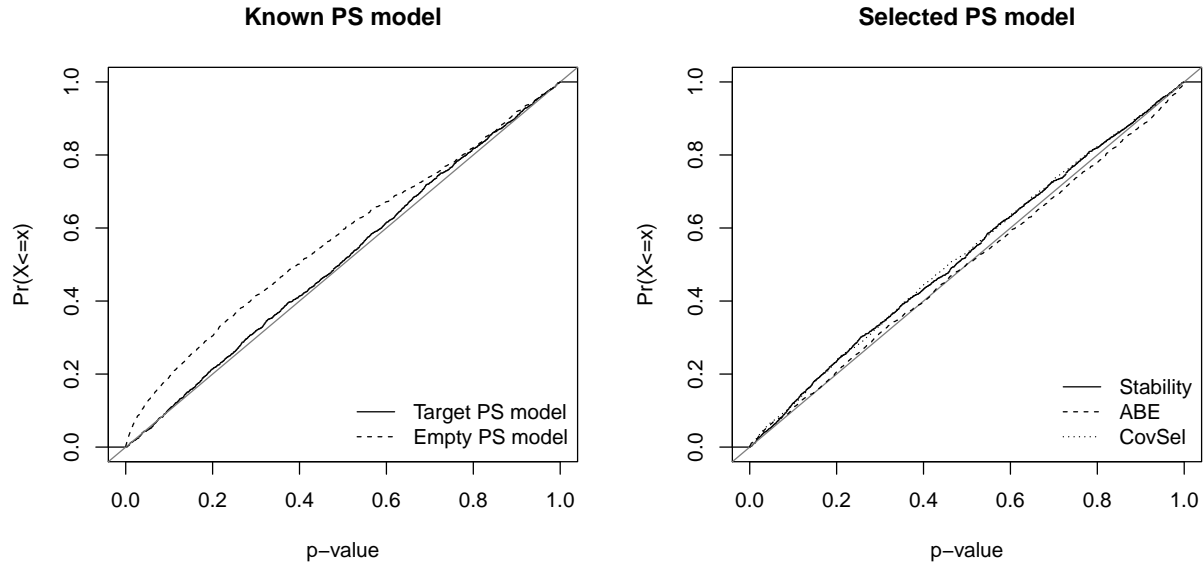 Known PS model
1.0
0.8
0.6
0.4
0.2
0.0
Pr(X<=x)
Target PS model
Empty PS model
0.0 0.2 0.4 0.6 0.8 1.0
p−value
Selected PS model
1.0
0.8
0.6
0.4
0.2
0.0
Pr(X<=x)
Stability
ABE
CovSel
0.0 0.2 0.4 0.6 0.8 1.0
p−value